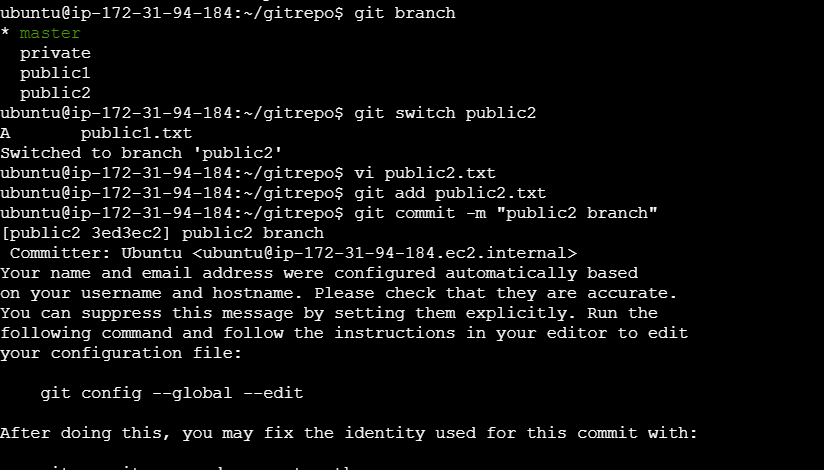 ubuntu@ip-172-31-94-184:~/gitrepo$ git branch
* master
  private
  public1
  public2
ubuntu@ip-172-31-94-184:~/gitrepo$ git switch public2
A       public1.txt
Switched to branch 'public2'
ubuntu@ip-172-31-94-184:~/gitrepo$ vi public2.txt
ubuntu@ip-172-31-94-184:~/gitrepo$ git add public2.txt
ubuntu@ip-172-31-94-184:~/gitrepo$ git commit -m "public2 branch"
[public2 3ed3ec2] public2 branch
 Committer: Ubuntu <ubuntu@ip-172-31-94-184.ec2.internal>
Your name and email address were configured automatically based
on your username and hostname. Please check that they are accurate.
You can suppress this message by setting them explicitly. Run the
following command and follow the instructions in your editor to edit
your configuration file:
    git config --global --edit
After doing this, you may fix the identity used for this commit with: